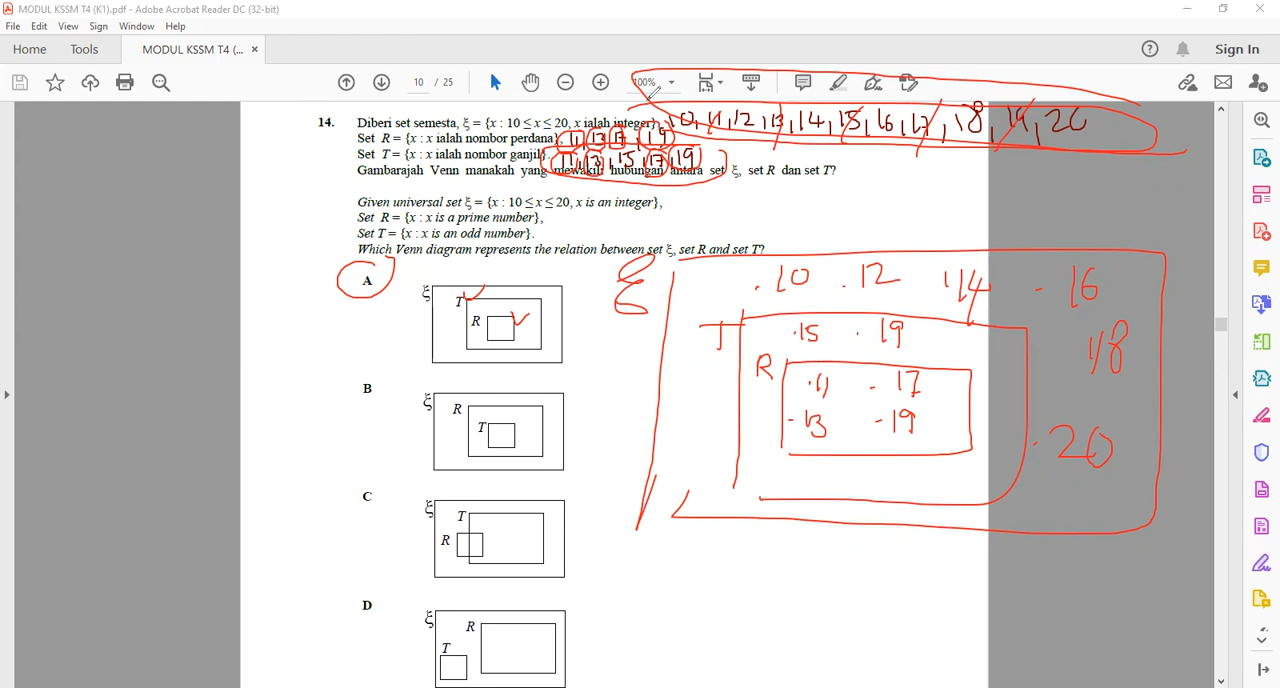 MODUL KSSM T4 (K1).pdf - Adobe Acrobat Reader DC (32-bit)
File Edit View Sign Window Help
Home Tools MODUL KSSM T4 (... × Sign In
10 / 25 100%
14. Diberi set semesta, ξ = {x : 10 ≤ x ≤ 20, x ialah integer}, 10, 11, 12, 13, 14, 15, 16, 17, 18, 19, 20
Set R = {x : x ialah nombor perdana}, 11, 13, 17, 19
Set T = {x : x ialah nombor ganjil}. 11, 13, 15, 17, 19
Gambarajah Venn manakah yang mewakili hubungan antara set ξ, set R dan set T?
Given universal set ξ = {x : 10 ≤ x ≤ 20, x is an integer},
Set R = {x : x is a prime number},
Set T = {x : x is an odd number}.
Which Venn diagram represents the relation between set ξ, set R and set T?
A
ξ
T
R
B
ξ
R
T
C
ξ
T
R
D
ξ
R
T
ξ
.10 .12 14 .16
T .15 .19 18
R .11 .17
.13 .19 .20